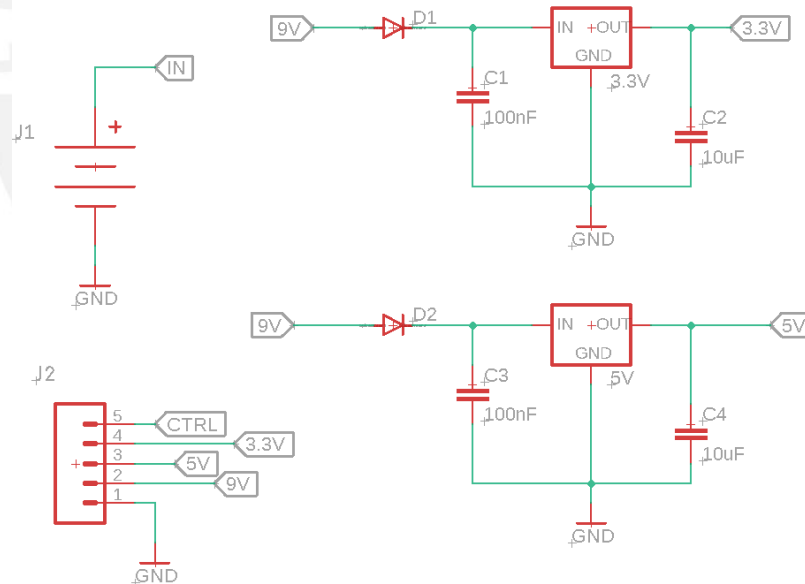 9V
D1
IN
+OUT
GND
3.3V
3.3V
C1
100nF
C2
10uF
GND
IN
J1
+
GND
9V
D2
IN
+OUT
GND
5V
5V
C3
100nF
C4
10uF
GND
J2
5
CTRL
4
3.3V
3
5V
2
9V
1
GND